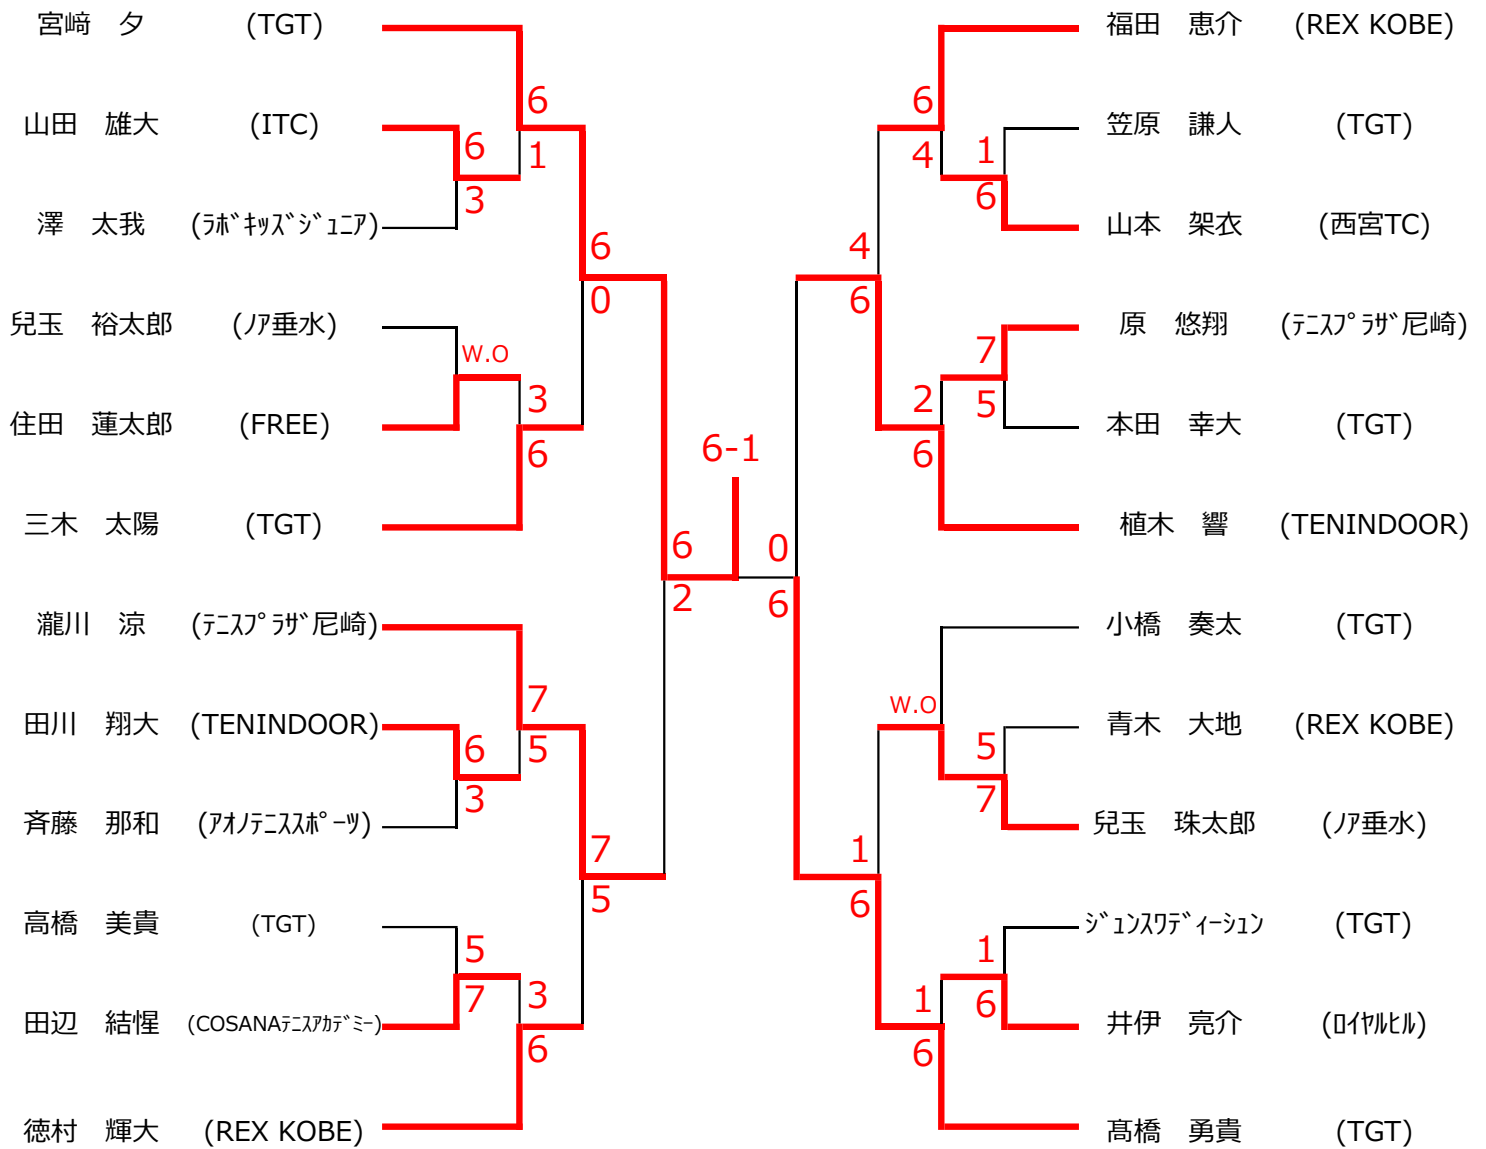 宮﨑 夕 (TGT)
山田 雄大 (ITC)
澤 太我 (ﾗﾎﾞｷｯｽﾞｼﾞｭﾆｱ)
兒玉 裕太郎 (ﾉｱ垂水)
住田 蓮太郎 (FREE)
三木 太陽 (TGT)
瀧川 涼 (ﾃﾆｽﾌﾟﾗｻﾞ尼崎)
田川 翔大 (TENINDOOR)
斉藤 那和 (ｱｵﾉﾃﾆｽｽﾎﾟｰﾂ)
高橋 美貴 (TGT)
田辺 結惺 (COSANAﾃﾆｽｱｶﾃﾞﾐｰ)
徳村 輝大 (REX KOBE)
6
3
W.O
6
3
5
7
6
1
3
6
7
5
3
6
6
0
7
5
6
2
6-1
0
6
4
6
1
6
6
4
2
6
W.O
1
6
1
6
7
5
5
7
1
6
福田 恵介 (REX KOBE)
笠原 謙人 (TGT)
山本 架衣 (西宮TC)
原 悠翔 (ﾃﾆｽﾌﾟﾗｻﾞ尼崎)
本田 幸大 (TGT)
植木 響 (TENINDOOR)
小橋 奏太 (TGT)
青木 大地 (REX KOBE)
兒玉 珠太郎 (ﾉｱ垂水)
ｼﾞｭﾝｽﾜﾃﾞｨｰｼｭﾝ (TGT)
井伊 亮介 (ﾛｲﾔﾙﾋﾙ)
髙橋 勇貴 (TGT)